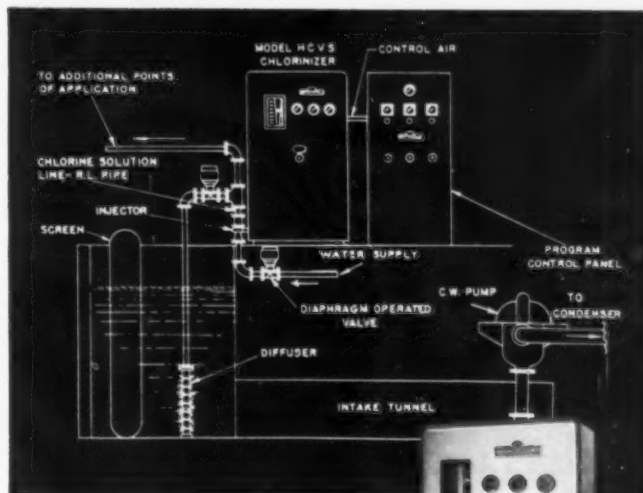 MODEL H C V S
CHLORINIZER
CONTROL AIR
TO ADDITIONAL POINTS
OF APPLICATION
CHLORINE SOLUTION
LINE - R.L. PIPE
INJECTOR
SCREEN
WATER SUPPLY
PROGRAM
CONTROL PANEL
DIAPHRAGM OPERATED
VALVE
C.W. PUMP
TO
CONDENSER
DIFFUSER
INTAKE TUNNEL